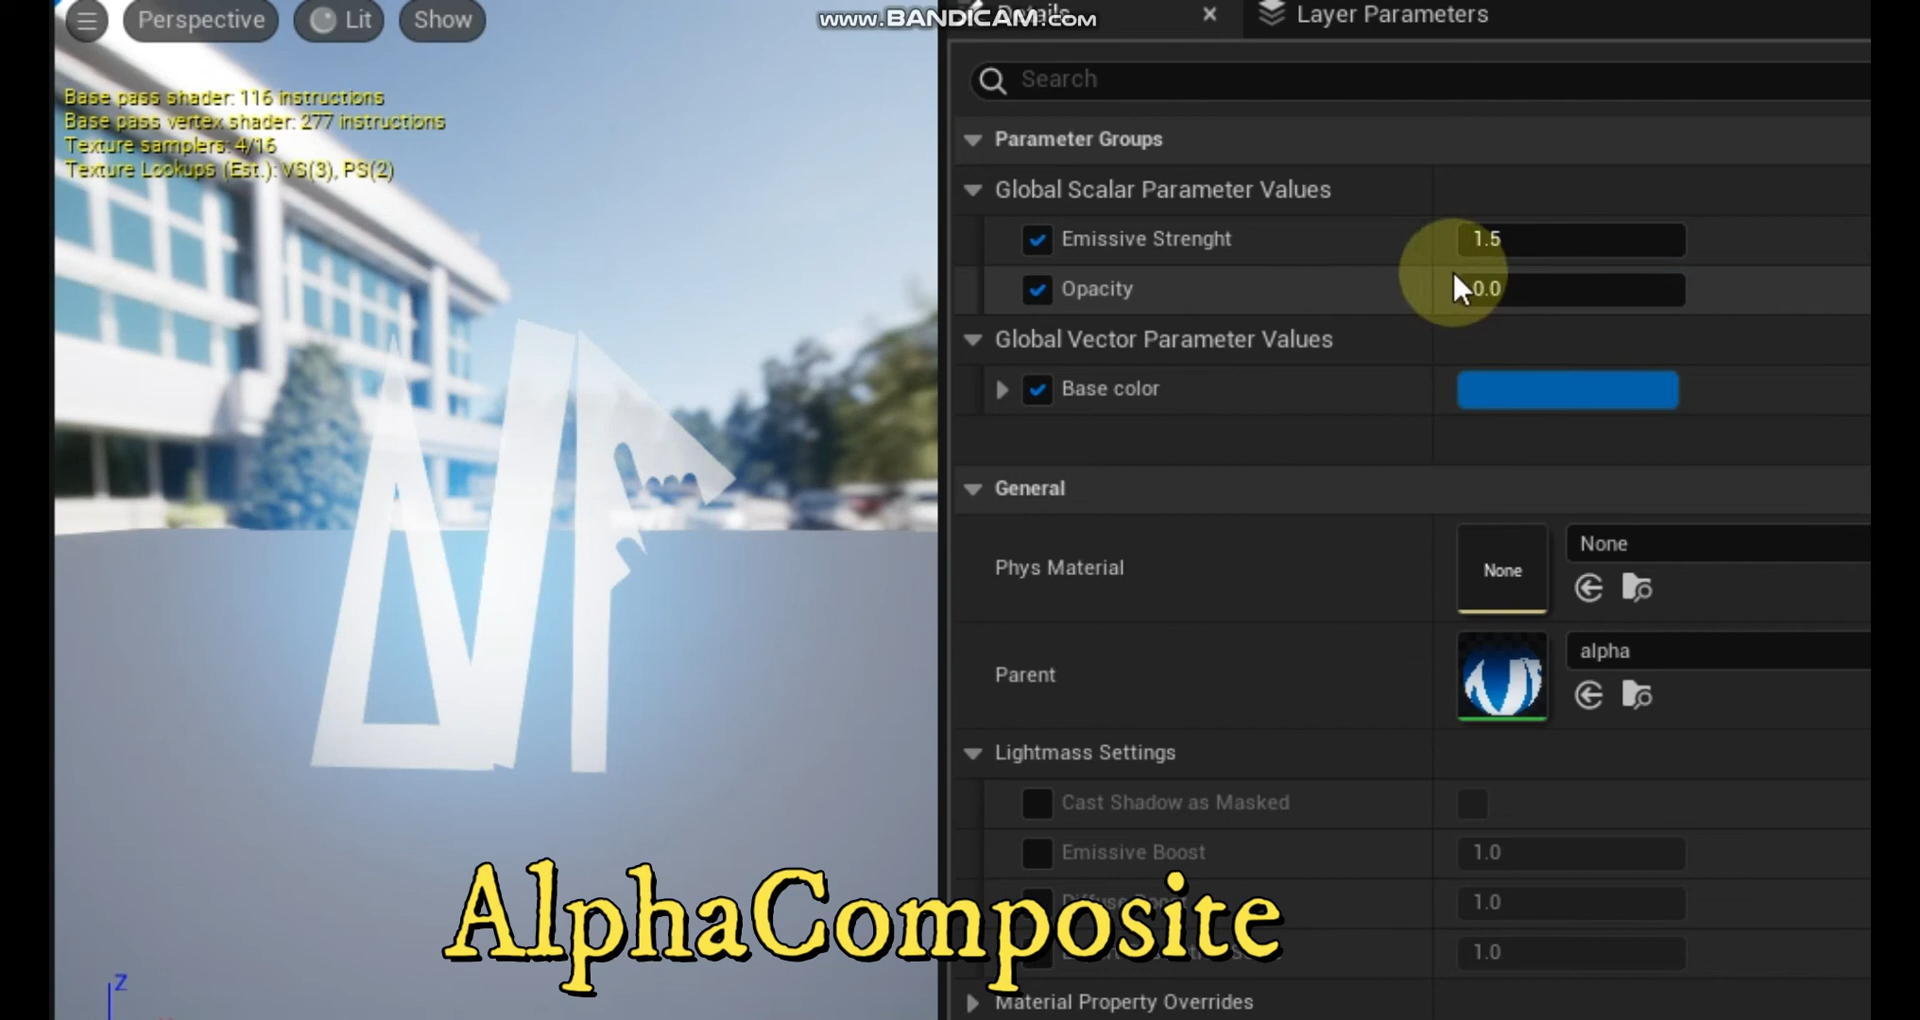 Perspective
Lit
Show
www.BANDICAM.com
Layer Parameters
Search
Base pass shader: 116 instructions
Base pass vertex shader: 277 instructions
Texture samplers: 4/16
Texture Lookups (Est.): VS(3), PS(2)
Parameter Groups
Global Scalar Parameter Values
Emissive Strenght
1.5
Opacity
0.0
Global Vector Parameter Values
Base color
General
Phys Material
None
None
Parent
alpha
Lightmass Settings
Cast Shadow as Masked
Emissive Boost
1.0
1.0
AlphaComposite
1.0
Material Property Overrides
Z